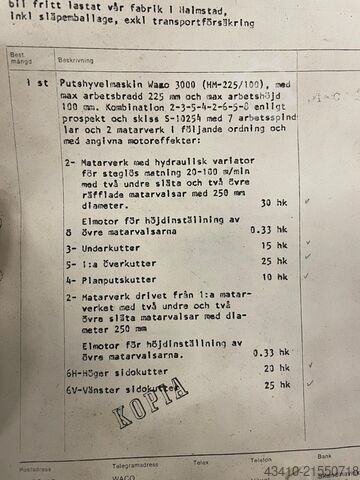 bil fritt lastat vår fabrik i Halmstad,
inkl släpemballage, exkl transportförsäkring
Best. mängd
Beskrivning
1 st Putshyvelmaskin Waco 3000 (HM-225/100), med
max arbetsbredd 225 mm och max arbetshöjd
100 mm. Kombination 2-3-5-4-2-6-5-8 enligt
prospekt och skiss S-10254 med 7 arbetsspind
lar och 2 matarverk i följande ordning och
med angivna motoreffekter:
2- Matarverk med hydraulisk variator
för steglös matning 20-100 m/min
med två undre släta och två övre
räfflade matarvalsar med 250 mm
diameter. 30 hk
Elmotor för höjdinställning av
övre matarvalsarna 0.33 hk
3- Underkutter 15 hk
5- 1:a överkutter 25 hk
4- Planputskutter 10 hk
2- Matarverk drivet från 1:a matar-
verket med två undre och två
övre släta matarvalsar med dia-
meter 250 mm
Elmotor för höjdinställning av
övre matarvalsarna. 0.33 hk
6H-Höger sidokutter 20 hk
6V-Vänster sidokutter 25 hk
KOPIA
Postadress
Telegramadress
Telex
Telefon
Bank
WACO
43410-21550718